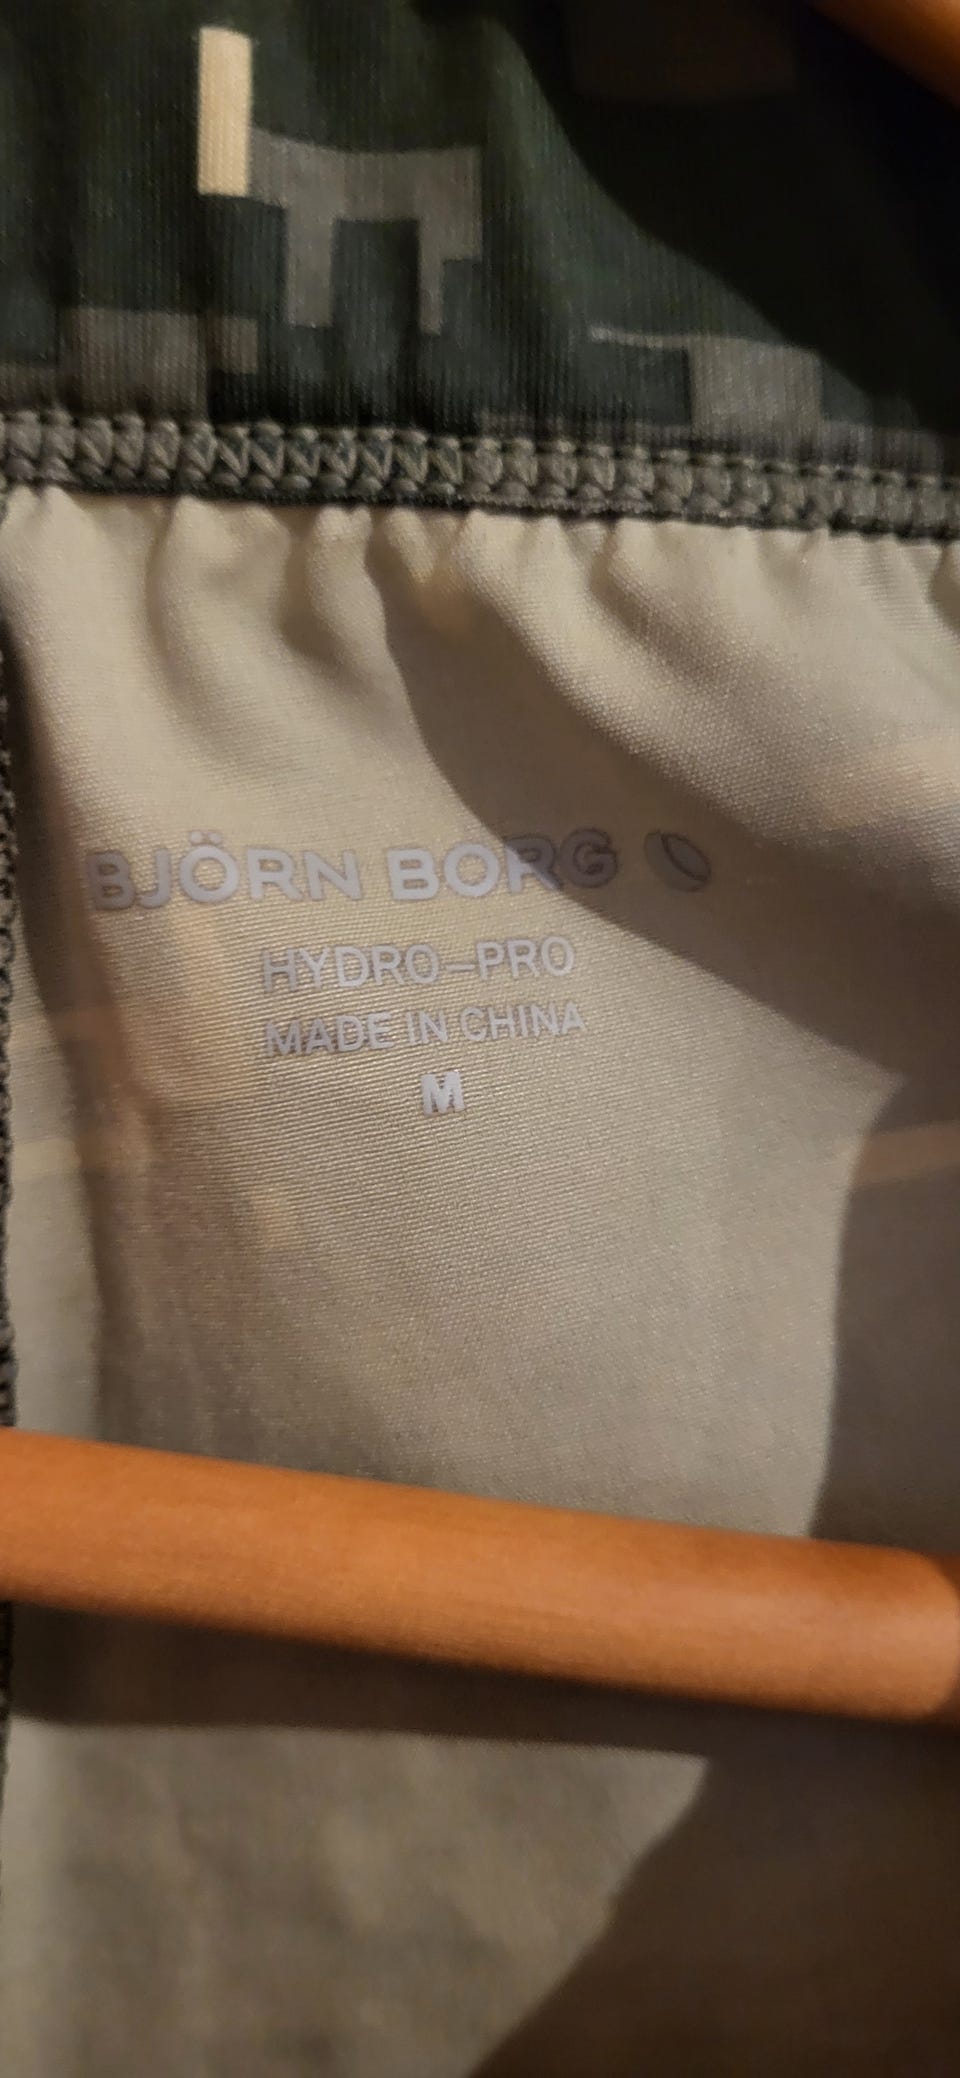 BJÖRN BORG
HYDRO-PRO
MADE IN CHINA
M